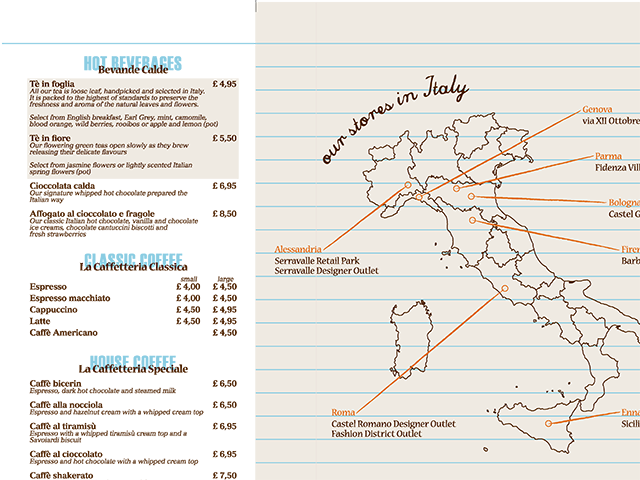 HOT BEVERAGES
Bevande Calde
Tè in foglia £ 4,95
All our tea is loose leaf, handpicked and selected in Italy.
It is packed to the highest of standards to preserve the
freshness and aroma of the natural leaves and flowers.
Select from English breakfast, Earl Grey, mint, camomile,
blood orange, wild berries, rooibos or apple and lemon (pot)
Tè in fiore £ 5,50
Our flowering green teas open slowly as they brew
releasing their delicate flavours
Select from jasmine flowers or lightly scented Italian
spring flowers (pot)
Cioccolata calda £ 6,95
Our signature whipped hot chocolate prepared the
Italian way
Affogato al cioccolato e fragole £ 8,50
Our classic Italian hot chocolate, vanilla and chocolate
ice creams, chocolate cantuccini biscotti and
fresh strawberries
CLASSIC COFFEE
La Caffetteria Classica
small large
Espresso £ 4,00 £ 4,50
Espresso macchiato £ 4,00 £ 4,50
Cappuccino £ 4,50 £ 4,95
Latte £ 4,50 £ 4,95
Caffè Americano £ 4,50
HOUSE COFFEE
La Caffetteria Speciale
Caffè bicerin £ 6,50
Espresso, dark hot chocolate and steamed milk
Caffè alla nocciola £ 6,50
Espresso and hazelnut cream with a whipped cream top
Caffè al tiramisù £ 6,95
Espresso with a whipped tiramisù cream top and a
Savoiardi biscuit
Caffè al cioccolato £ 6,95
Espresso and hot chocolate with a whipped cream top
Caffè shakerato £ 7,50
our stores in Italy
Genova
via XII Ottobre
Parma
Fidenza Vill
Bologna
Castel G
Firen
Barb
Alessandria
Serravalle Retail Park
Serravalle Designer Outlet
Roma
Castel Romano Designer Outlet
Fashion District Outlet
Enna
Sicili